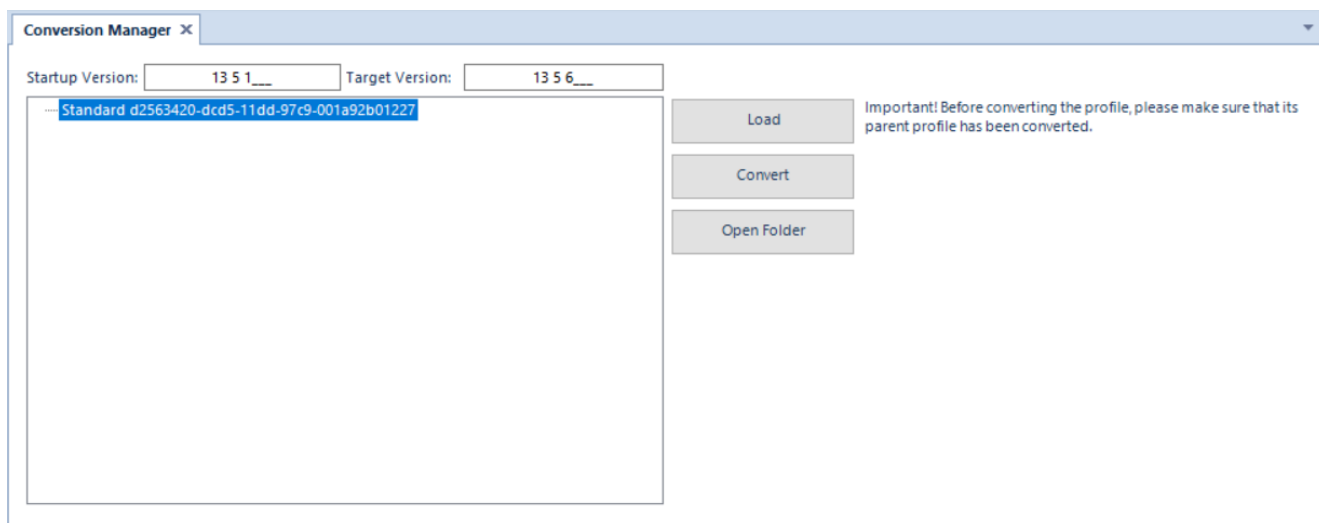 Conversion Manager X
Startup Version: 13 5 1___ Target Version: 13 5 6___
Standard d2563420-dcd5-11dd-97c9-001a92b01227
Load
Important! Before converting the profile, please make sure that its
parent profile has been converted.
Convert
Open Folder